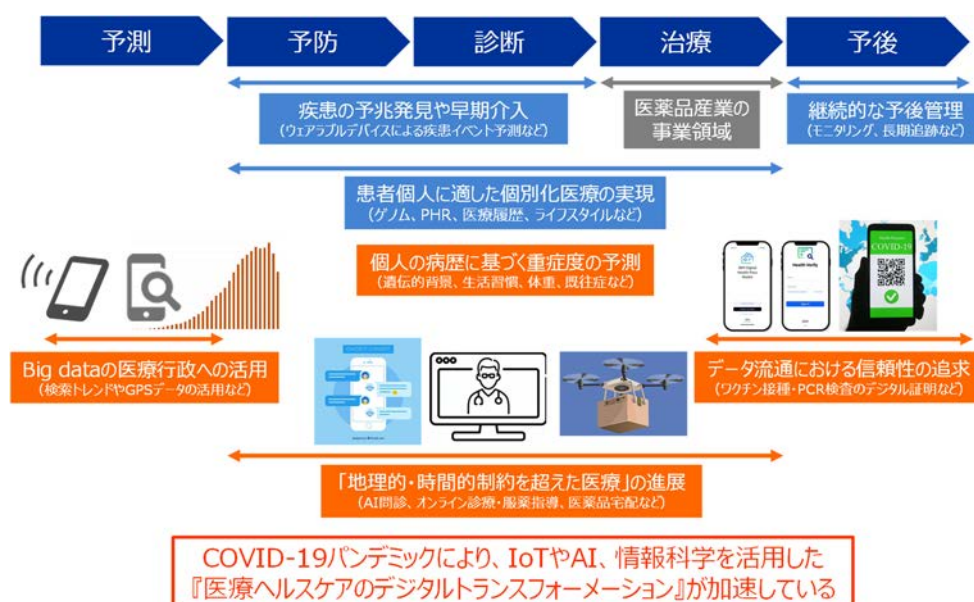 予測
予防
診断
治療
予後
疾患の予兆発見や早期介入
(ウェアラブルデバイスによる疾患イベント予測など)
医薬品産業の
事業領域
継続的な予後管理
(モニタリング、長期追跡など)
患者個人に適した個別化医療の実現
(ゲノム、PHR、医療履歴、ライフスタイルなど)
個人の病歴に基づく重症度の予測
(遺伝的背景、生活習慣、体重、既往症など)
COVID-19
Health Verify
Big dataの医療行政への活用
(検索トレンドやGPSデータの活用など)
データ流通における信頼性の追求
(ワクチン接種・PCR検査のデジタル証明など)
「地理的・時間的制約を超えた医療」の進展
(AI問診、オンライン診療・服薬指導、医薬品宅配など)
COVID-19パンデミックにより、IoTやAI、情報科学を活用した
『医療ヘルスケアのデジタルトランスフォーメーション』が加速している